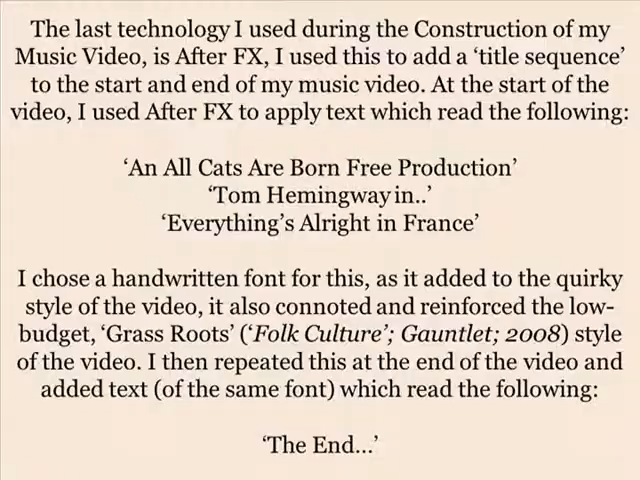 The last technology I used during the Construction of my
Music Video, is After FX, I used this to add a ‘title sequence’
to the start and end of my music video. At the start of the
video, I used After FX to apply text which read the following:
‘An All Cats Are Born Free Production’
‘Tom Hemingway in..’
‘Everything’s Alright in France’
I chose a handwritten font for this, as it added to the quirky
style of the video, it also connoted and reinforced the low-
budget, ‘Grass Roots’ (‘Folk Culture’; Gauntlet; 2008) style
of the video. I then repeated this at the end of the video and
added text (of the same font) which read the following:
‘The End…’